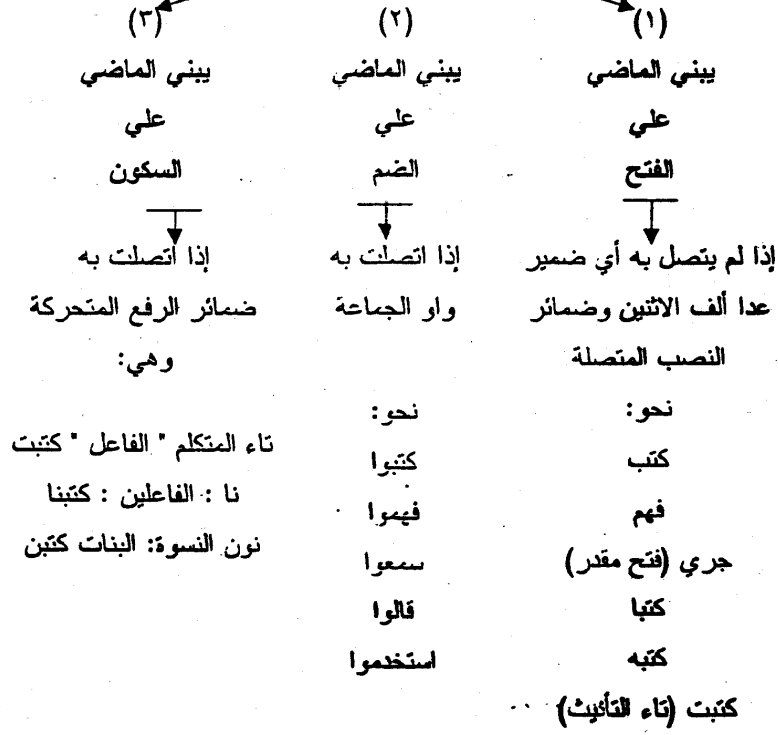 (١)
يبني الماضي
علي
الفتح
إذا لم يتصل به أي ضمير
عدا ألف الاثنتين وضمائر
النصب المتصلة
نحو:
كتب
فهم
جري (فتح مقدر)
كتبا
كتبه
كتبت (تاء التأنيث)
(٢)
يبني الماضي
علي
الضم
إذا اتصلت به
واو الجماعة
نحو:
كتبوا
فهموا
سمعوا
قالوا
استخدموا
(٣)
يبني الماضي
علي
السكون
إذا اتصلت به
ضمائر الرفع المتحركة
وهي:
تاء المتكلم " الفاعل " كتبت
نا : الفاعلين : كتبنا
نون النسوة: البنات كتبن